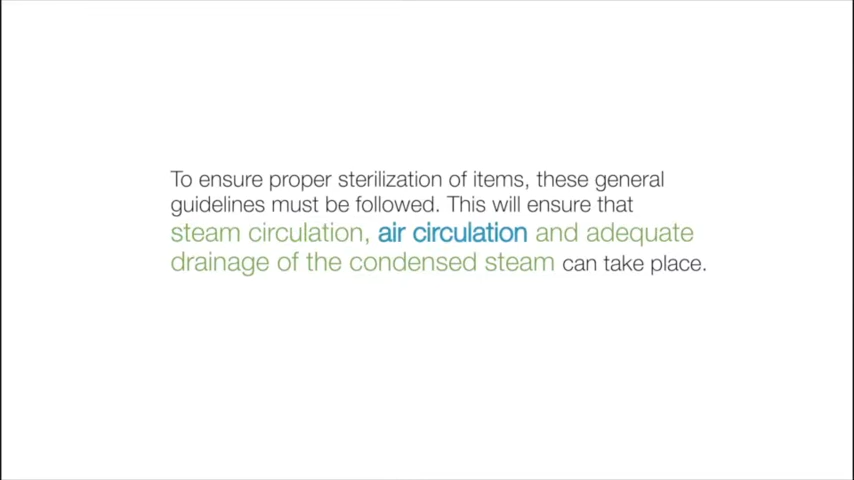 To ensure proper sterilization of items, these general
guidelines must be followed. This will ensure that
steam circulation, air circulation and adequate
drainage of the condensed steam can take place.